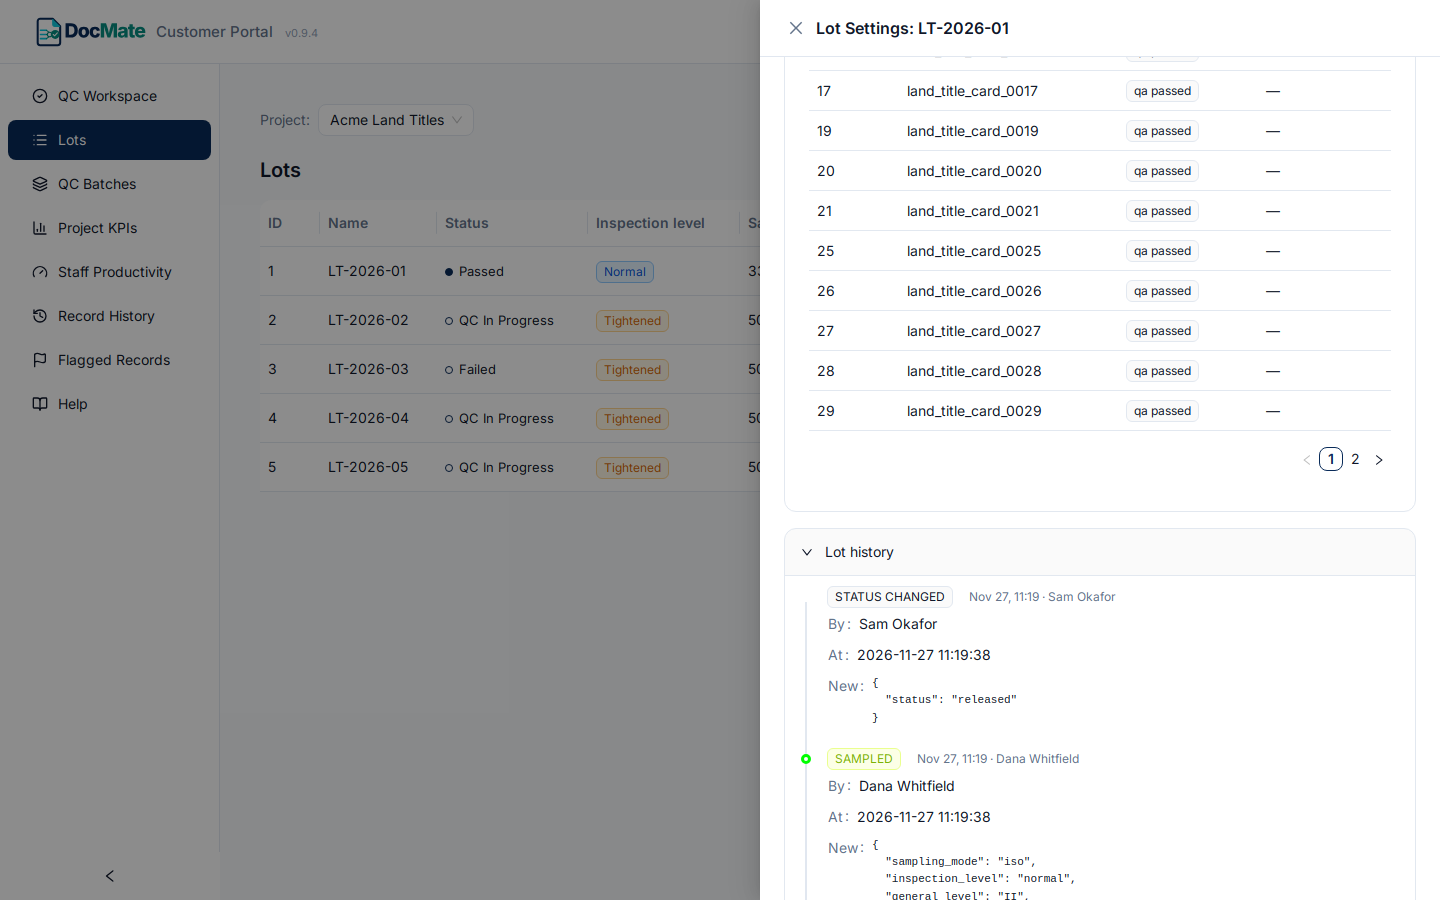 DocMate Customer Portal v0.9.4
QC Workspace
Lots
QC Batches
Project KPIs
Staff Productivity
Record History
Flagged Records
Help
Project: Acme Land Titles
Lots
ID Name Status Inspection level
1 LT-2026-01 Passed Normal
2 LT-2026-02 QC In Progress Tightened
3 LT-2026-03 Failed Tightened
4 LT-2026-04 QC In Progress Tightened
5 LT-2026-05 QC In Progress Tightened
Lot Settings: LT-2026-01
17 land_title_card_0017 qa passed —
19 land_title_card_0019 qa passed —
20 land_title_card_0020 qa passed —
21 land_title_card_0021 qa passed —
25 land_title_card_0025 qa passed —
26 land_title_card_0026 qa passed —
27 land_title_card_0027 qa passed —
28 land_title_card_0028 qa passed —
29 land_title_card_0029 qa passed —
1 2
Lot history
STATUS CHANGED Nov 27, 11:19 · Sam Okafor
By: Sam Okafor
At: 2026-11-27 11:19:38
New: {
"status": "released"
}
SAMPLED Nov 27, 11:19 · Dana Whitfield
By: Dana Whitfield
At: 2026-11-27 11:19:38
New: {
"sampling_mode": "iso",
"inspection_level": "normal",
"general_level": "II",